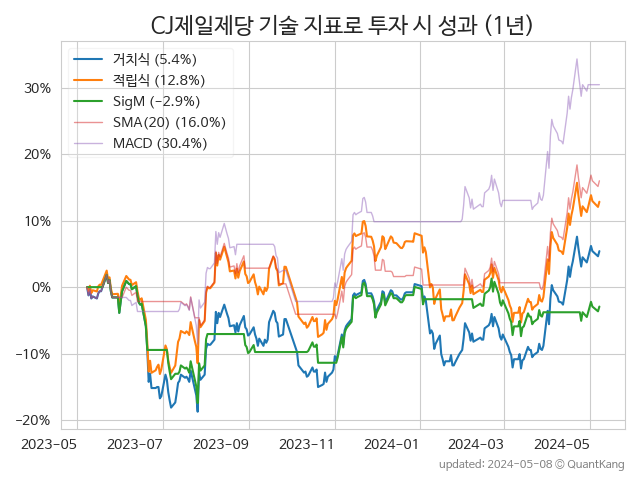 CJ제일제당 기술 지표로 투자 시 성과 (1년)
거치식 (5.4%)
적립식 (12.8%)
SigM (−2.9%)
SMA(20) (16.0%)
MACD (30.4%)
30%
20%
10%
0%
−10%
−20%
2023-05 2023-07 2023-09 2023-11 2024-01 2024-03 2024-05
updated: 2024-05-08 © QuantKang